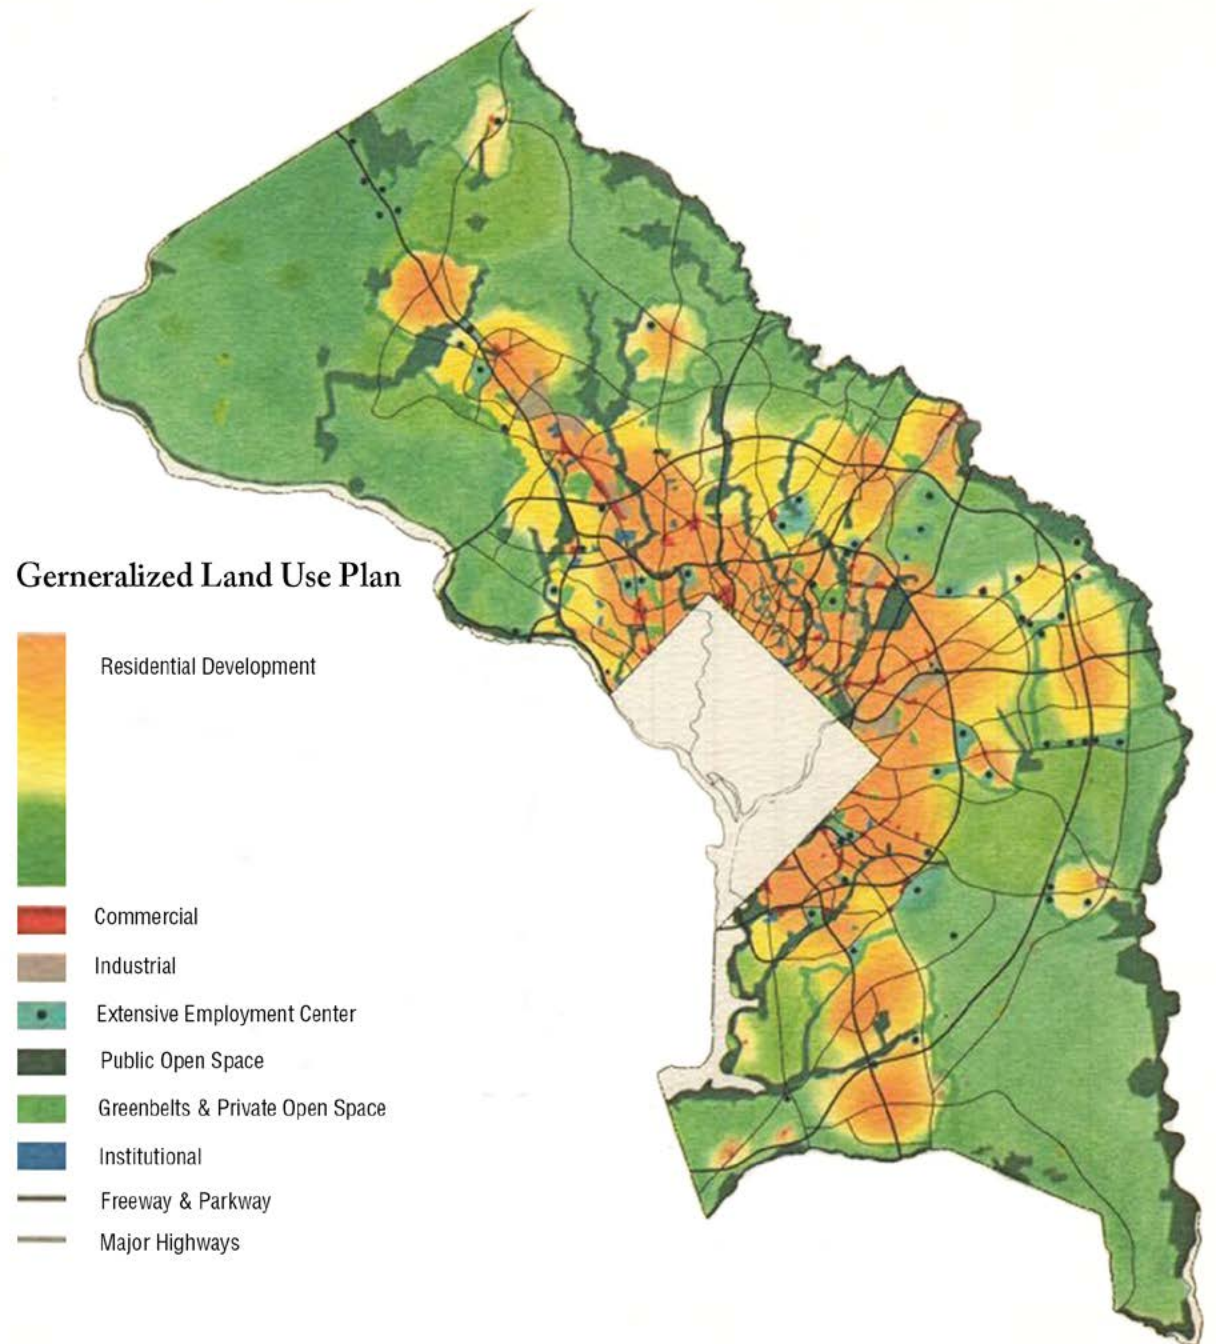 Gerneralized Land Use Plan
Residential Development
Commercial
Industrial
Extensive Employment Center
Public Open Space
Greenbelts & Private Open Space
Institutional
Freeway & Parkway
Major Highways